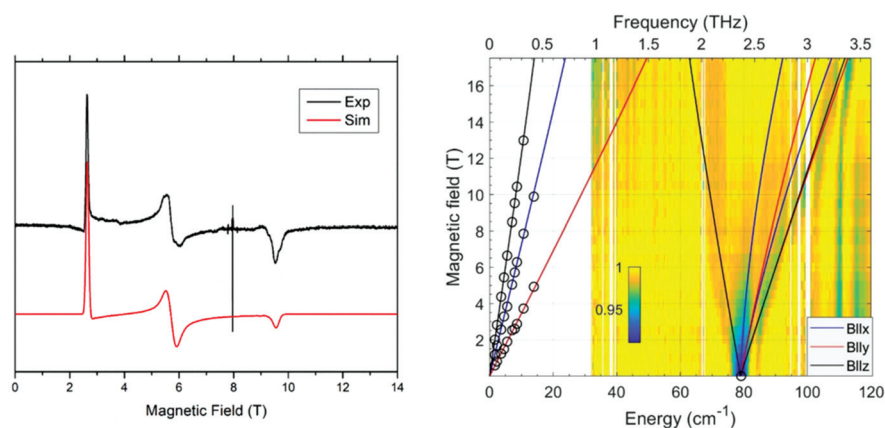 Exp
Sim
0 2 4 6 8 10 12 14
Magnetic Field (T)
Frequency (THz)
0 0.5 1 1.5 2 2.5 3 3.5
16
14
12
10
8
6
4
2
Magnetic field (T)
1
0.95
Bllx
Blly
Bllz
0 20 40 60 80 100 120
Energy (cm⁻¹)